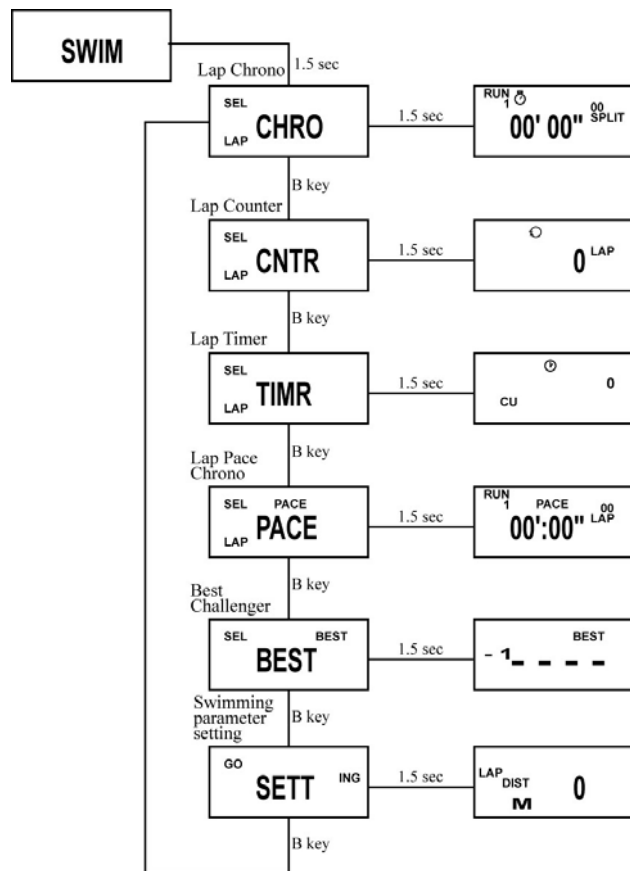 SWIM
1.5 sec
Lap Chrono
SEL
LAP CHRO
1.5 sec
RUN
1
00' 00" 00 SPLIT
B key
Lap Counter
SEL
LAP CNTR
1.5 sec
0 LAP
B key
Lap Timer
SEL
LAP TIMR
1.5 sec
0
CU
B key
Lap Pace
Chrono
SEL PACE
LAP PACE
1.5 sec
RUN PACE
1
00':00" 00 LAP
B key
Best
Challenger
SEL BEST
BEST
1.5 sec
BEST
- 1 _ _ _ _
B key
Swimming
parameter
setting
GO
SETT ING
1.5 sec
LAP
DIST
M 0
B key